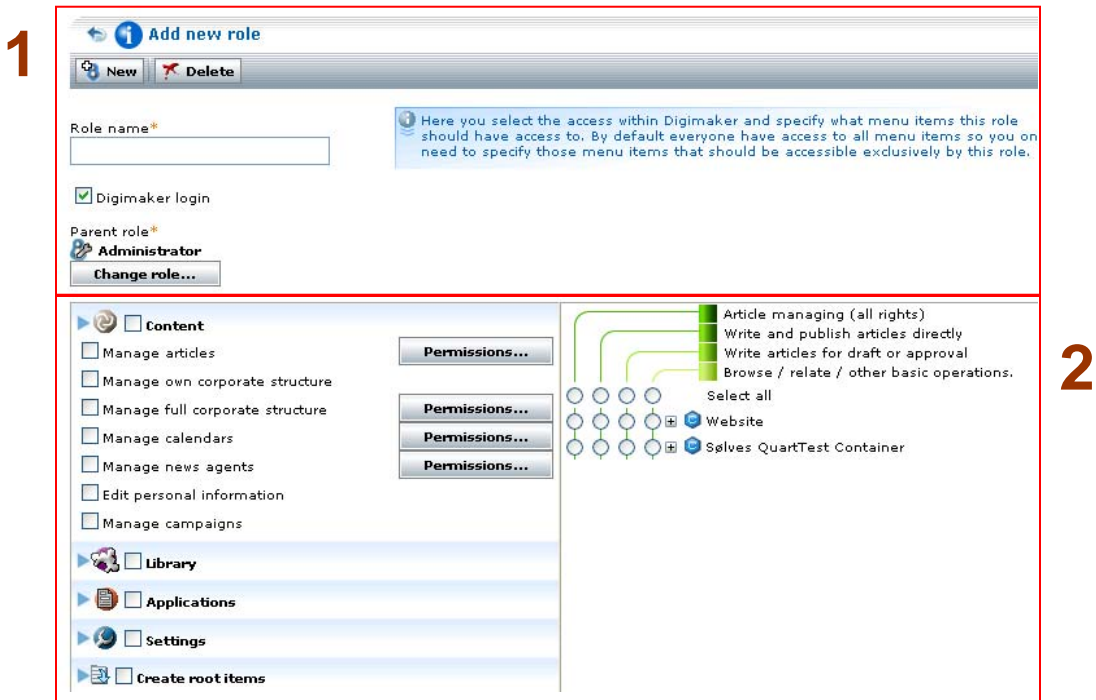 1
Add new role
New Delete
Role name*
Here you select the access within Digimaker and specify what menu items this role
should have access to. By default everyone have access to all menu items so you on
need to specify those menu items that should be accessible exclusively by this role.
Digimaker login
Parent role*
Administrator
Change role...
2
Content
Manage articles Permissions...
Manage own corporate structure
Manage full corporate structure Permissions...
Manage calendars Permissions...
Manage news agents Permissions...
Edit personal information
Manage campaigns
Library
Applications
Settings
Create root items
Article managing (all rights)
Write and publish articles directly
Write articles for draft or approval
Browse / relate / other basic operations.
Select all
Website
Sølves QuartTest Container